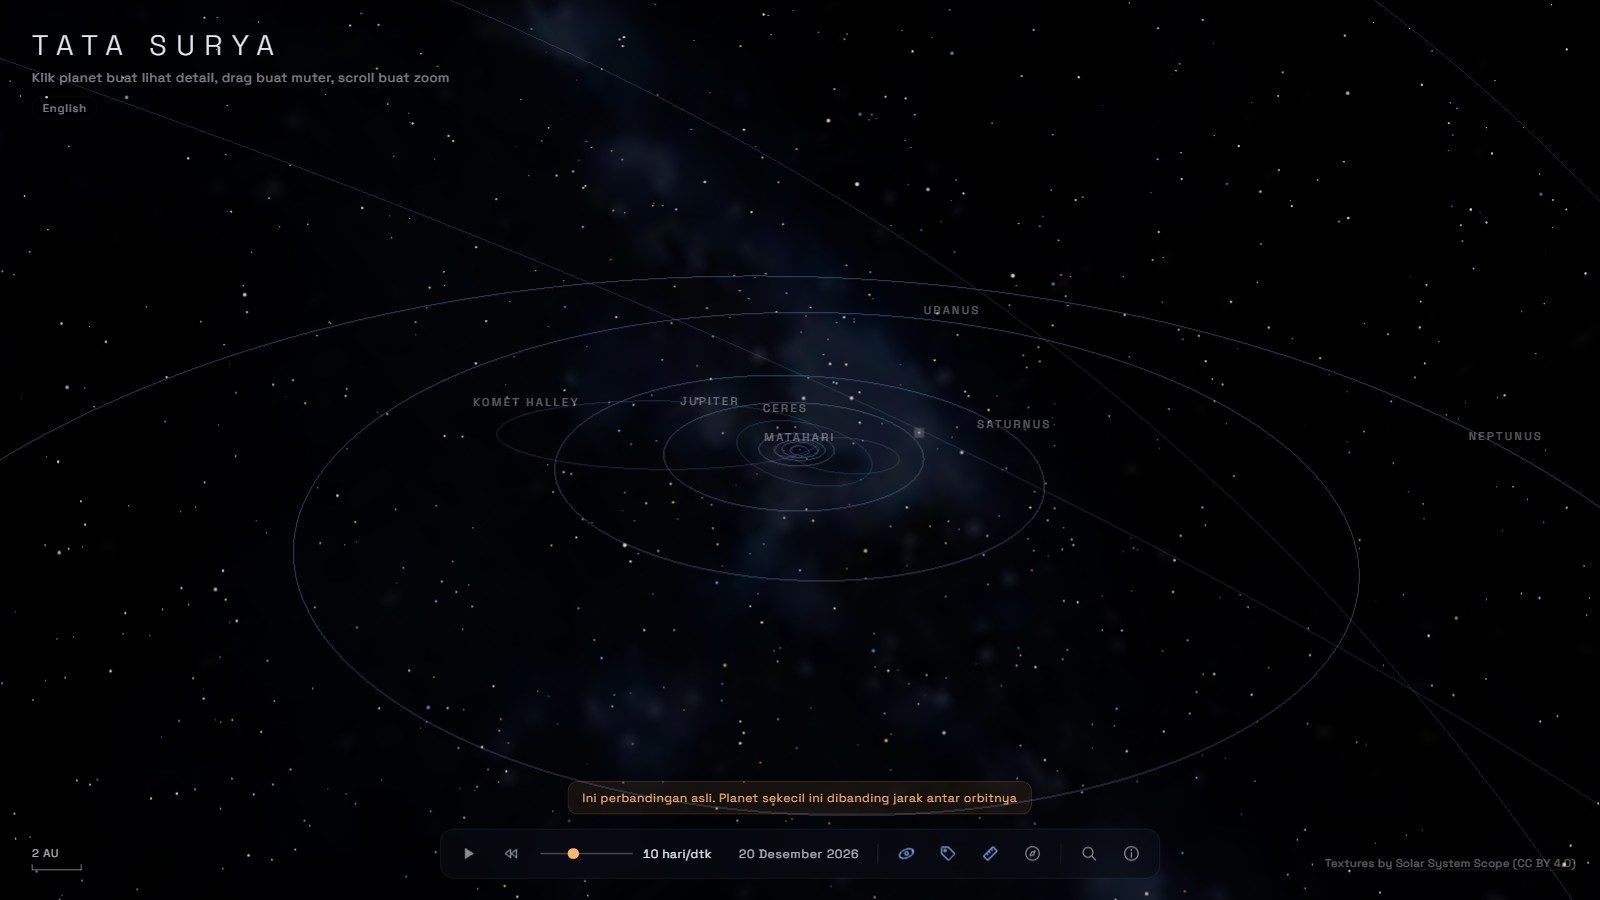 TATA SURYA
Klik planet buat lihat detail, drag buat muter, scroll buat zoom
English
URANUS
KOMET HALLEY
JUPITER
CERES
SATURNUS
NEPTUNUS
MATAHARI
Ini perbandingan asli. Planet sekecil ini dibanding jarak antar orbitnya
2 AU
10 hari/dtk
20 Desember 2026
Textures by Solar System Scope (CC BY 4.0)